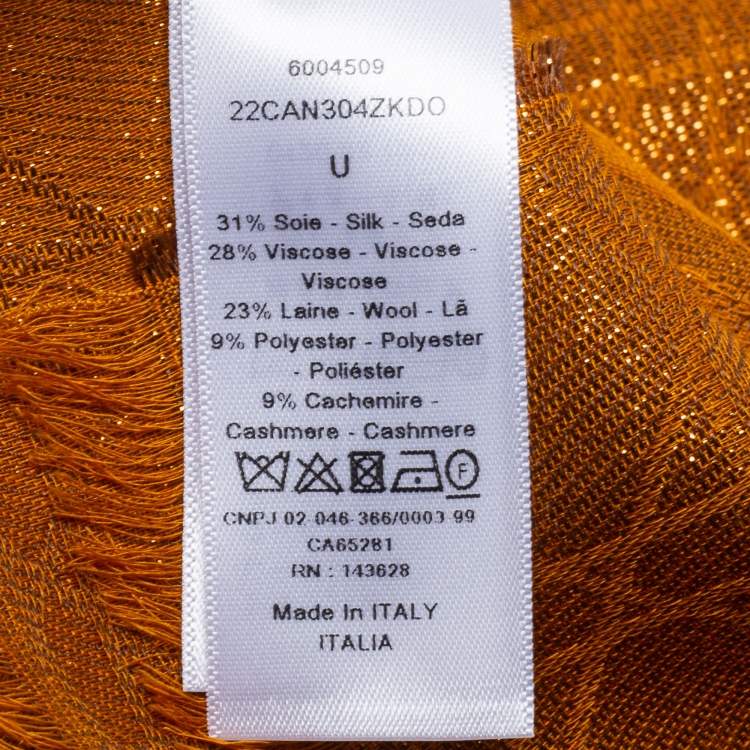 6004509
22CAN304ZKDO
U
31% Soie - Silk - Seda
28% Viscose - Viscose -
Viscose
23% Laine - Wool - Lã
9% Polyester - Polyester
- Poliéster
9% Cachemire -
Cashmere - Cashmere
F
CNPJ 02-046-366/0003-99
CA65281
RN : 143628
Made In ITALY
ITALIA